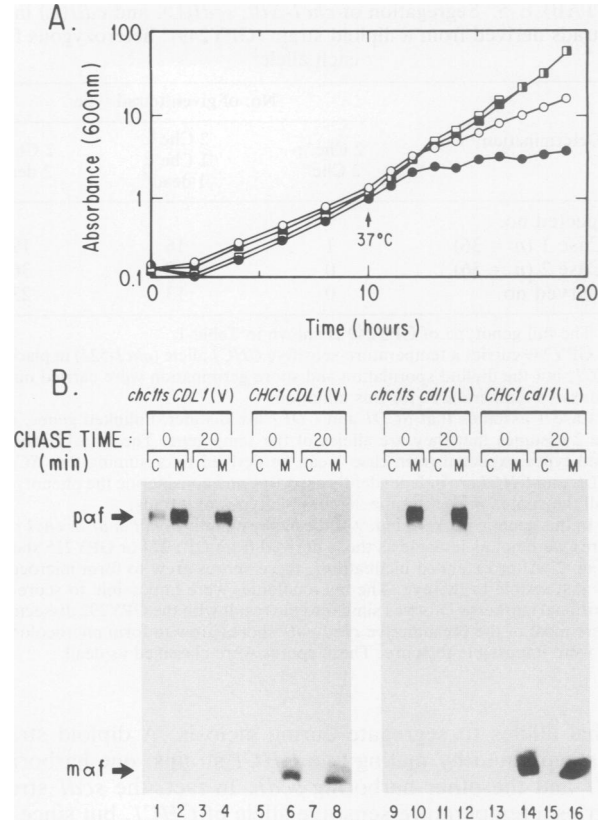 A.
Absorbance (600nm)
100
10
1
0.1
37°C
0
10
20
Time (hours)
B.
chc1ts CDL1 (V) CHC1 CDL1 (V) chc1ts cdl1 (L) CHC1 cdl1 (L)
CHASE TIME: 0 20 0 20 0 20 0 20
(min) C M C M C M C M C M C M C M C M
pαf
mαf
1 2 3 4 5 6 7 8 9 10 11 12 13 14 15 16